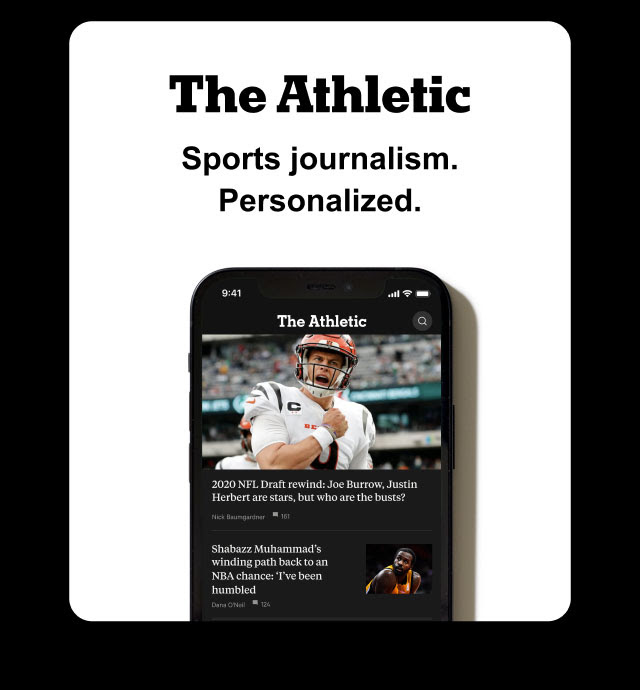 The Athletic
Sports journalism.
Personalized.
9:41
The Athletic
C
2020 NFL Draft rewind: Joe Burrow, Justin
Herbert are stars, but who are the busts?
Nick Baumgardner 161
Shabazz Muhammad's
winding path back to an
NBA chance: 'I've been
humbled
Dana O'Neil 124